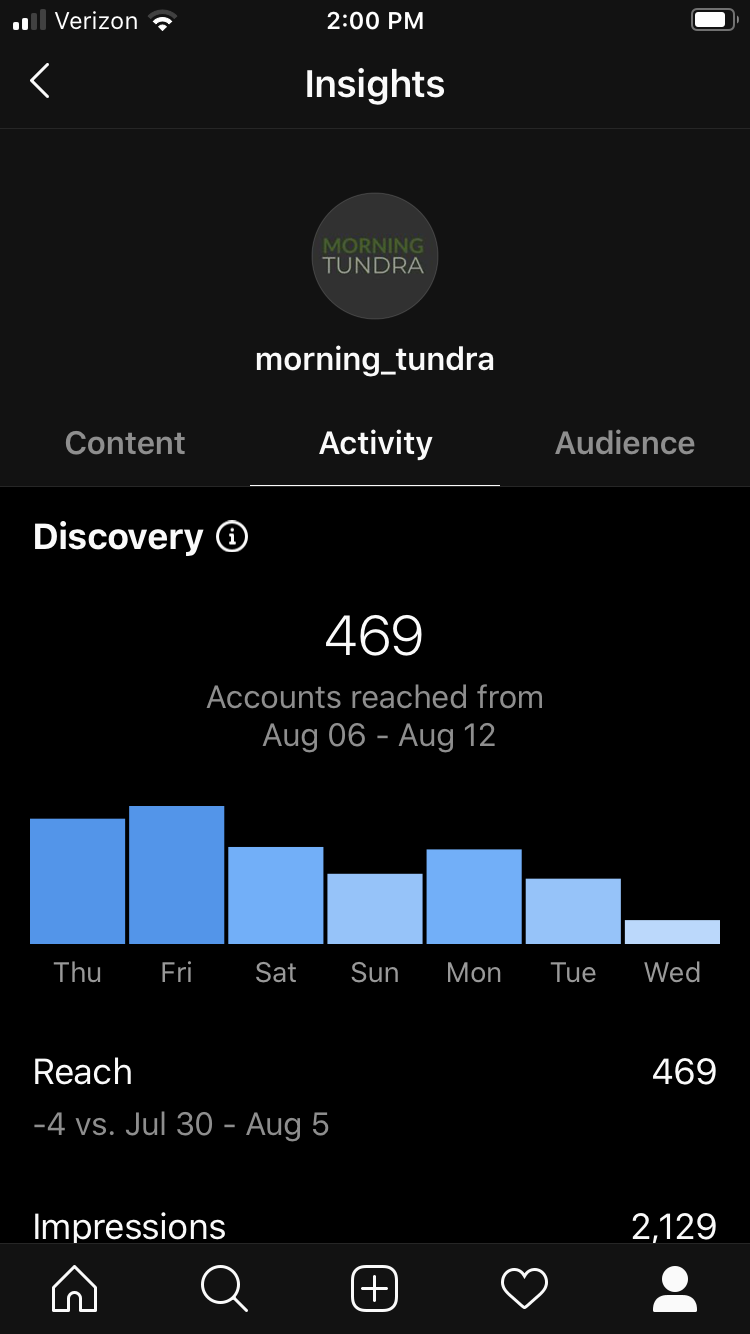 Verizon 2:00 PM
Insights
MORNING
TUNDRA
morning_tundra
Content Activity Audience
Discovery
469
Accounts reached from
Aug 06 - Aug 12
Thu Fri Sat Sun Mon Tue Wed
Reach 469
-4 vs. Jul 30 - Aug 5
Impressions 2,129